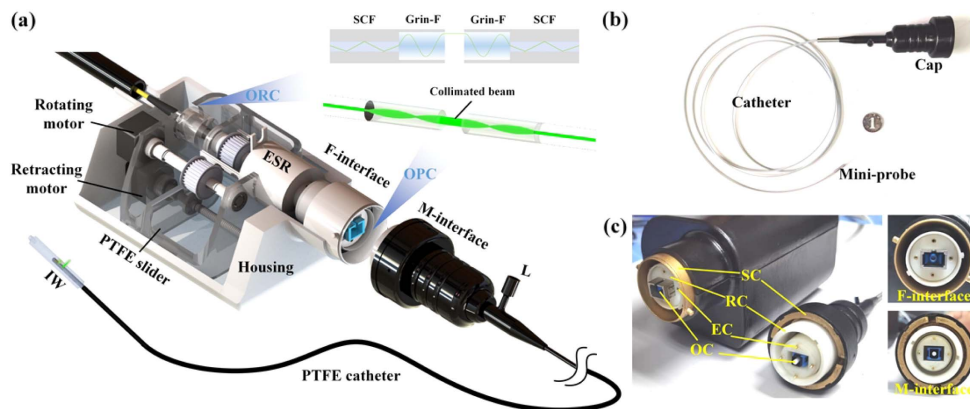 (a)
SCF Grin-F Grin-F SCF
Collimated beam
ORC
Rotating
motor
ESR
F-interface
Retracting
motor
OPC
M-interface
PTFE slider
Housing
IW
L
PTFE catheter
(b)
Cap
Catheter
1
Mini-probe
(c)
SC
RC
EC
OC
F-interface
M-interface